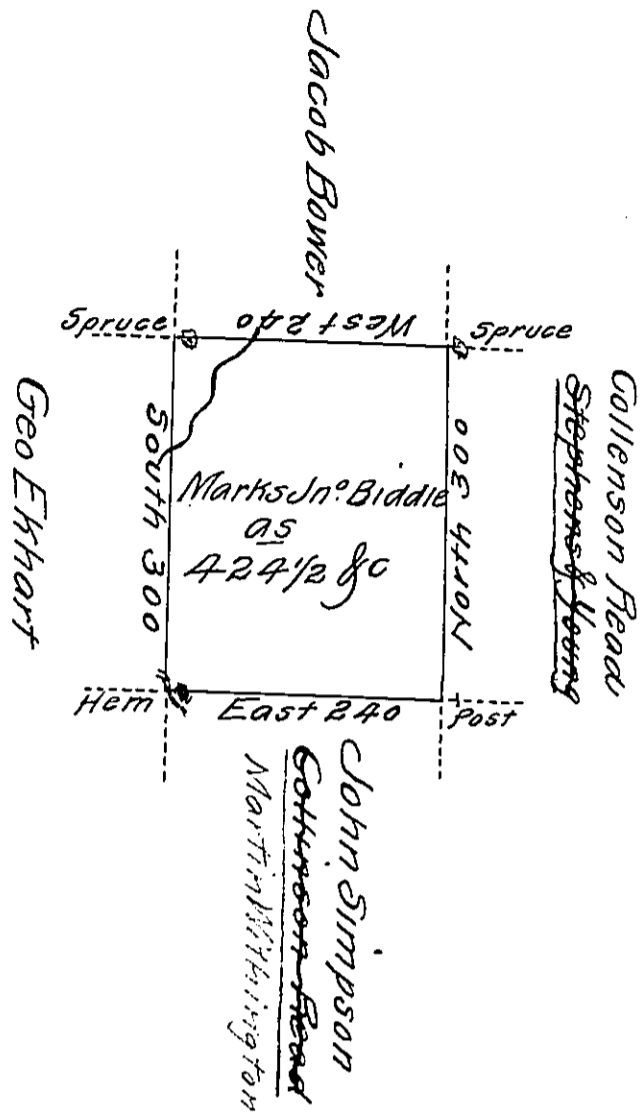 Jacob Bower
Spruce
West 240
Spruce
Collenson Read
Stephens & Young
Geo Ekhart
South 300
North 300
Marks Jnº Biddle
as
424 1/2 &c
Hem
East 240
Post
John Simpson
Collinson Read
Martin Withington